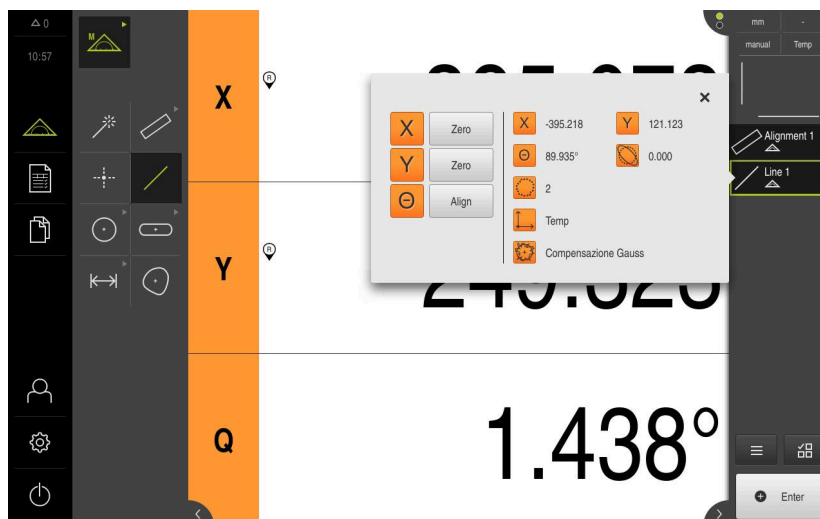 0
10:57
M
X
R
Y
R
Q
1.438°
X Zero
Y Zero
Θ Align
X -395.218 Y 121.123
Θ 89.935° 0.000
2
Temp
Compensazione Gauss
mm -
manual Temp
Alignment 1
Line 1
Enter